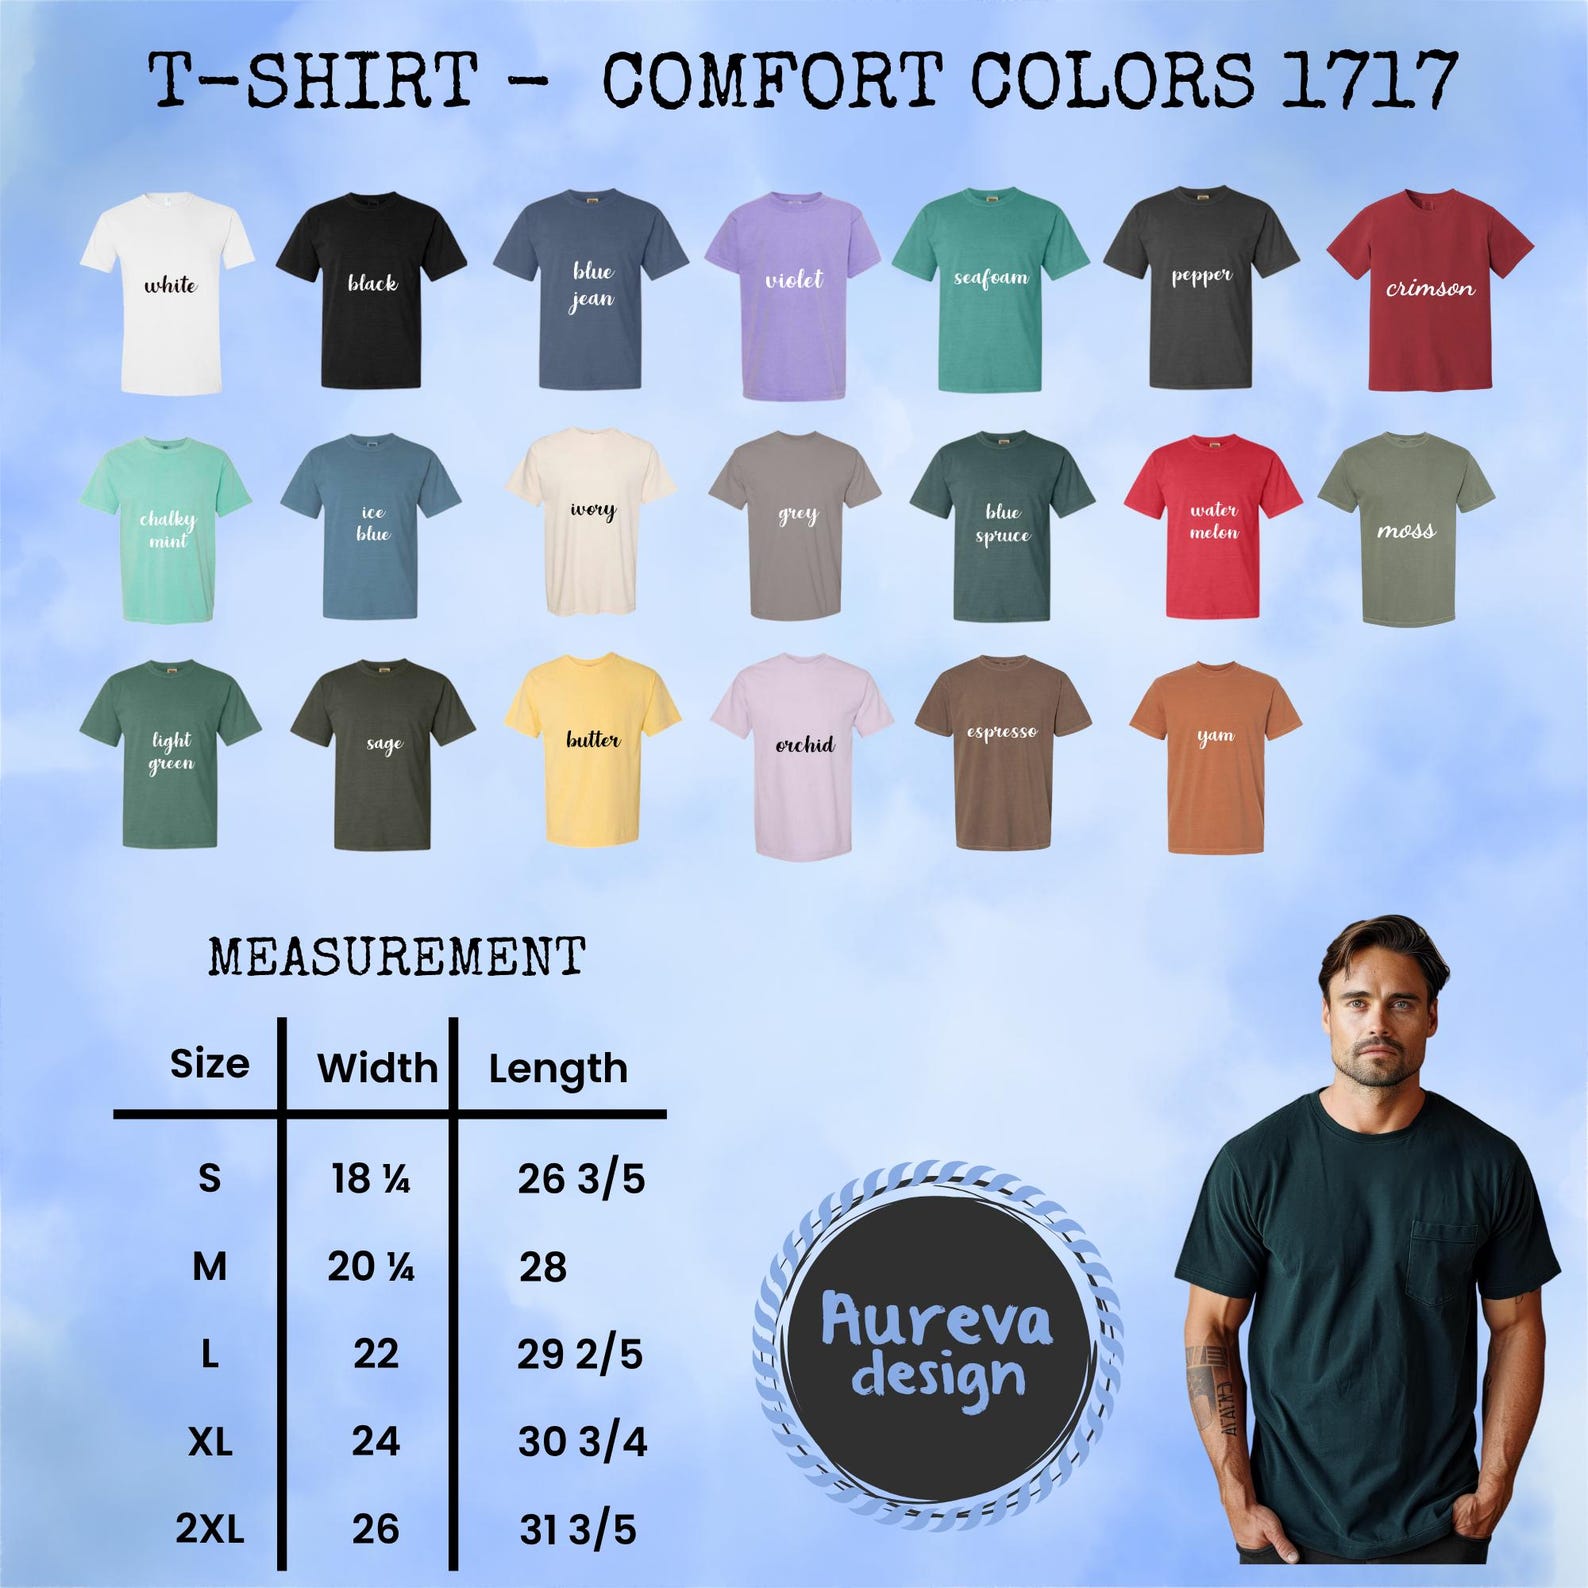 T-SHIRT - COMFORT COLORS 1717
white
black
blue
jean
violet
seafoam
pepper
crimson
chalky
mint
ice
blue
ivory
grey
blue
spruce
water
melon
moss
light
green
sage
butter
orchid
espresso
yam
MEASUREMENT
Size Width Length
S 18 ¼ 26 3/5
M 20 ¼ 28
L 22 29 2/5
XL 24 30 3/4
2XL 26 31 3/5
Aureva
design